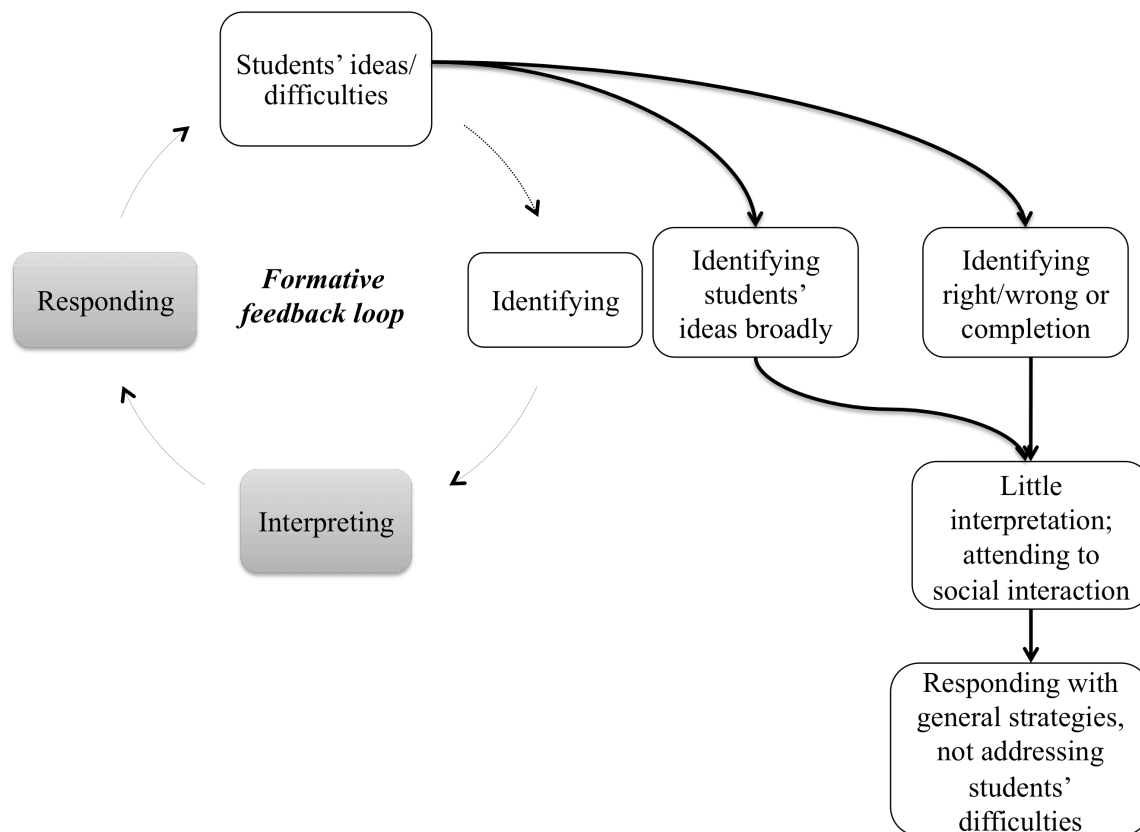 Students’ ideas/
difficulties
Responding
Formative
feedback loop
Identifying
Identifying
students’
ideas broadly
Identifying
right/wrong or
completion
Interpreting
Little
interpretation;
attending to
social interaction
Responding with
general strategies,
not addressing
students’
difficulties